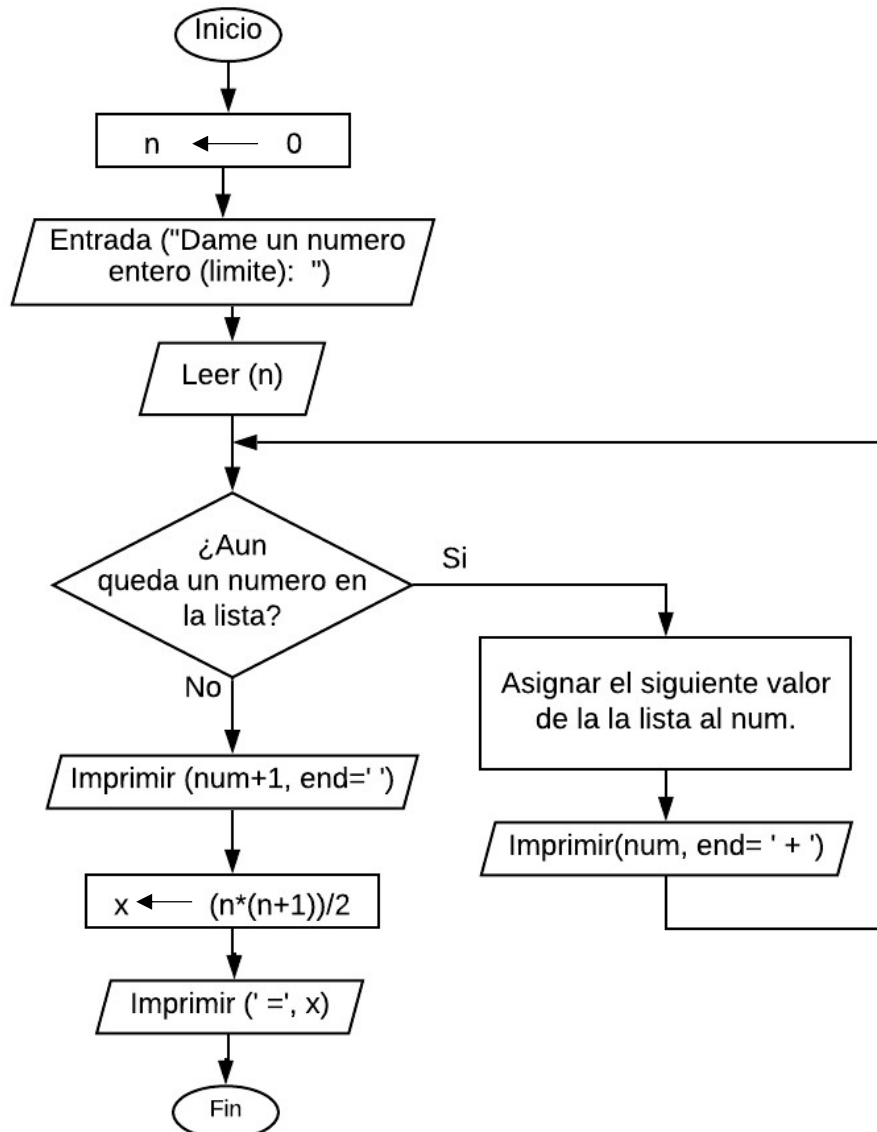 Inicio
n ← 0
Entrada ("Dame un numero
entero (limite):  ")
Leer (n)
¿Aun
queda un numero en
la lista?
Si
Asignar el siguiente valor
de la la lista al num.
Imprimir(num, end= ' + ')
No
Imprimir (num+1, end=' ')
x ← (n*(n+1))/2
Imprimir (' =', x)
Fin